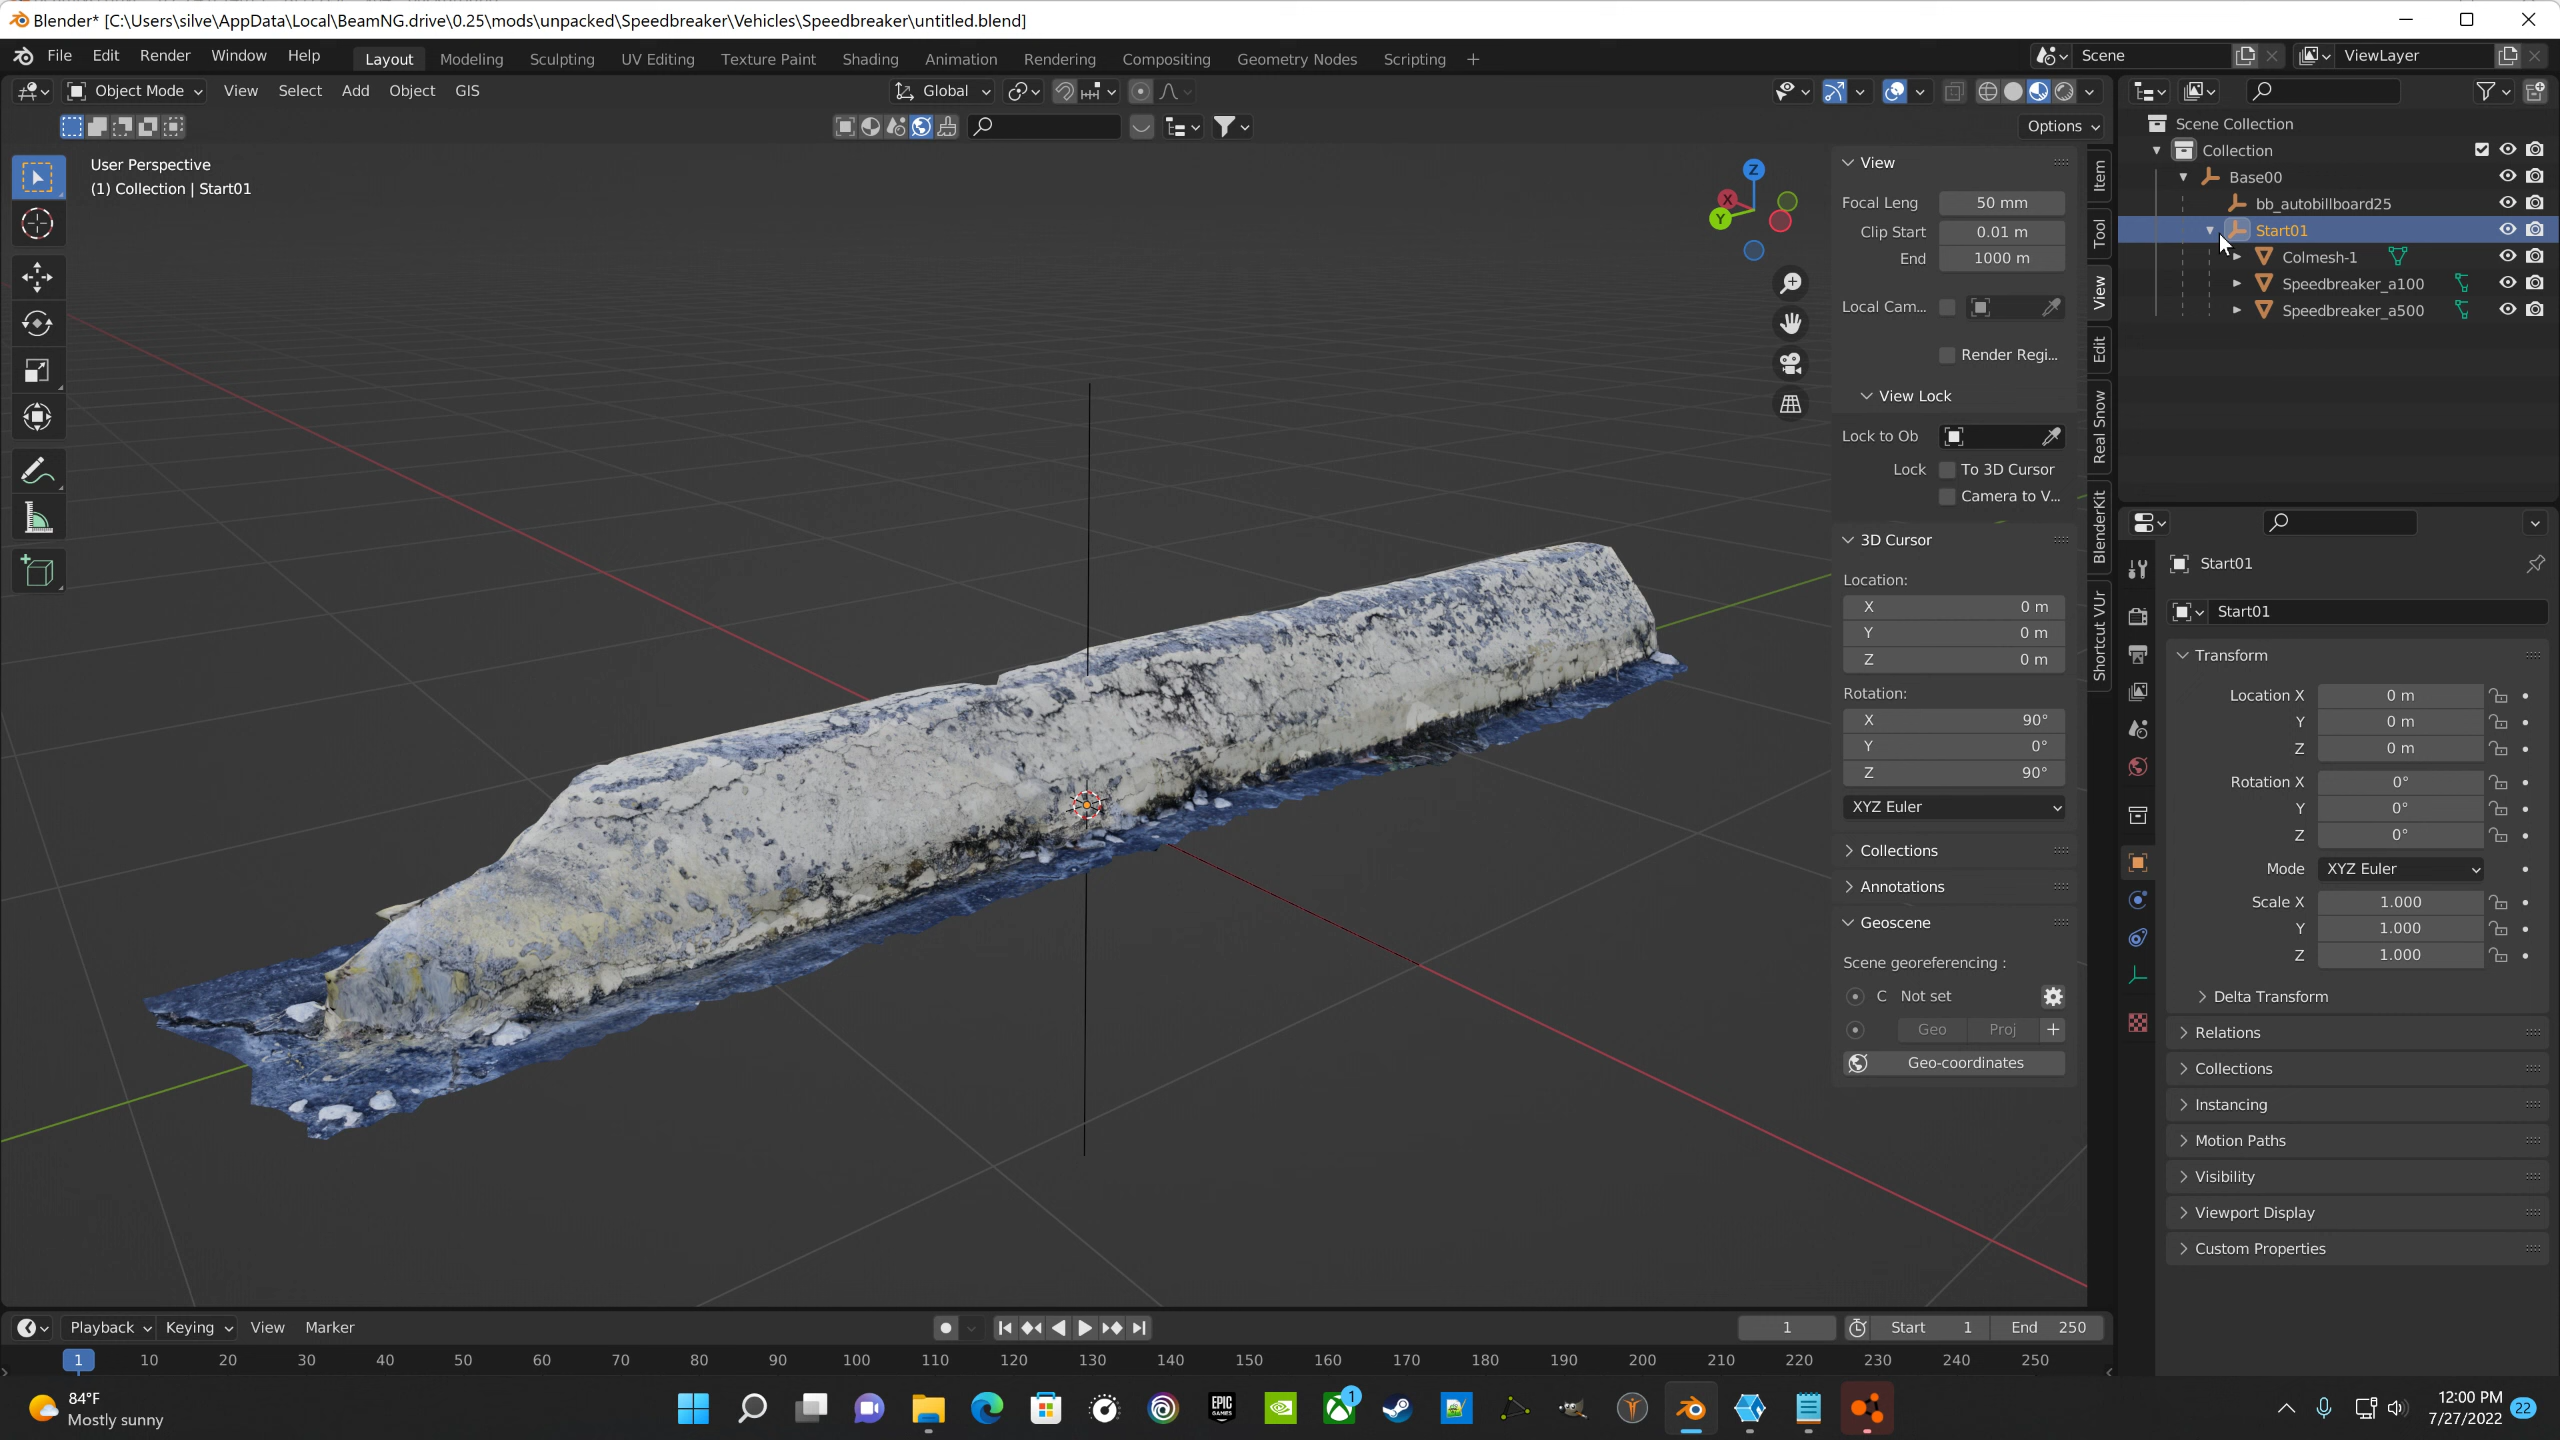 Blender* [C:\Users\silve\AppData\Local\BeamNG.drive\0.25\mods\unpacked\Speedbreaker\Vehicles\Speedbreaker\untitled.blend]
File Edit Render Window Help Layout Modeling Sculpting UV Editing Texture Paint Shading Animation Rendering Compositing Geometry Nodes Scripting + Scene ViewLayer
Object Mode View Select Add Object GIS Global
Options
User Perspective
(1) Collection | Start01
Z
X
Y
View
Focal Leng 50 mm
Clip Start 0.01 m
End 1000 m
Local Cam...
Render Regi...
View Lock
Lock to Ob
Lock To 3D Cursor
Camera to V...
3D Cursor
Location:
X 0 m
Y 0 m
Z 0 m
Rotation:
X 90°
Y 0°
Z 90°
XYZ Euler
Collections
Annotations
Geoscene
Scene georeferencing :
C Not set
Geo Proj +
Geo-coordinates
Item
Tool
View
Edit
Real Snow
BlenderKit
Shortcut VUr
Scene Collection
Collection
Base00
bb_autobillboard25
Start01
Colmesh-1
Speedbreaker_a100
Speedbreaker_a500
Start01
Start01
Transform
Location X 0 m
Y 0 m
Z 0 m
Rotation X 0°
Y 0°
Z 0°
Mode XYZ Euler
Scale X 1.000
Y 1.000
Z 1.000
Delta Transform
Relations
Collections
Instancing
Motion Paths
Visibility
Viewport Display
Custom Properties
Playback Keying View Marker 1 Start 1 End 250
1 10 20 30 40 50 60 70 80 90 100 110 120 130 140 150 160 170 180 190 200 210 220 230 240 250
84°F
Mostly sunny
EPIC
GAMES
1
12:00 PM
7/27/2022
22